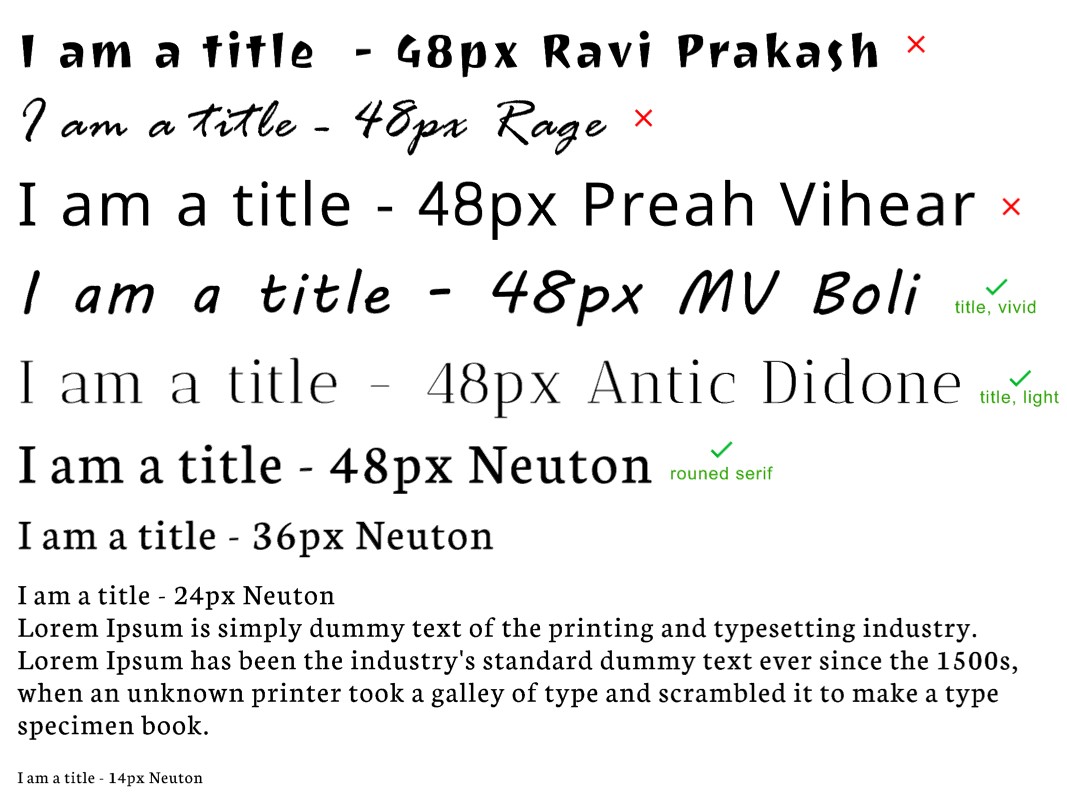 I am a title - 48px Ravi Prakash
I am a title - 48px Rage
I am a title - 48px Preah Vihear
I am a title - 48px MV Boli
title, vivid
I am a title - 48px Antic Didone
title, light
I am a title - 48px Neuton
rouned serif
I am a title - 36px Neuton
I am a title - 24px Neuton
Lorem Ipsum is simply dummy text of the printing and typesetting industry.
Lorem Ipsum has been the industry's standard dummy text ever since the 1500s,
when an unknown printer took a galley of type and scrambled it to make a type
specimen book.
I am a title - 14px Neuton